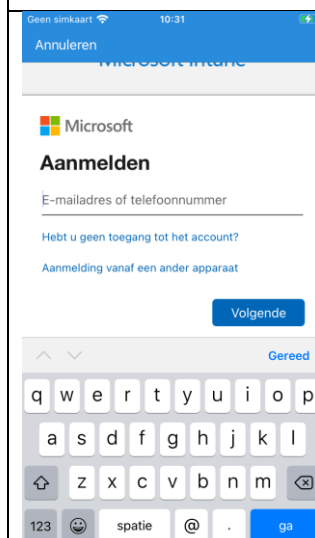 Geen simkaart 10:31
Annuleren
Microsoft Intune
Microsoft
Aanmelden
E-mailadres of telefoonnummer
Hebt u geen toegang tot het account?
Aanmelding vanaf een ander apparaat
Volgende
Gereed
q w e r t y u i o p
a s d f g h j k l
z x c v b n m
123 spatie @ . ga